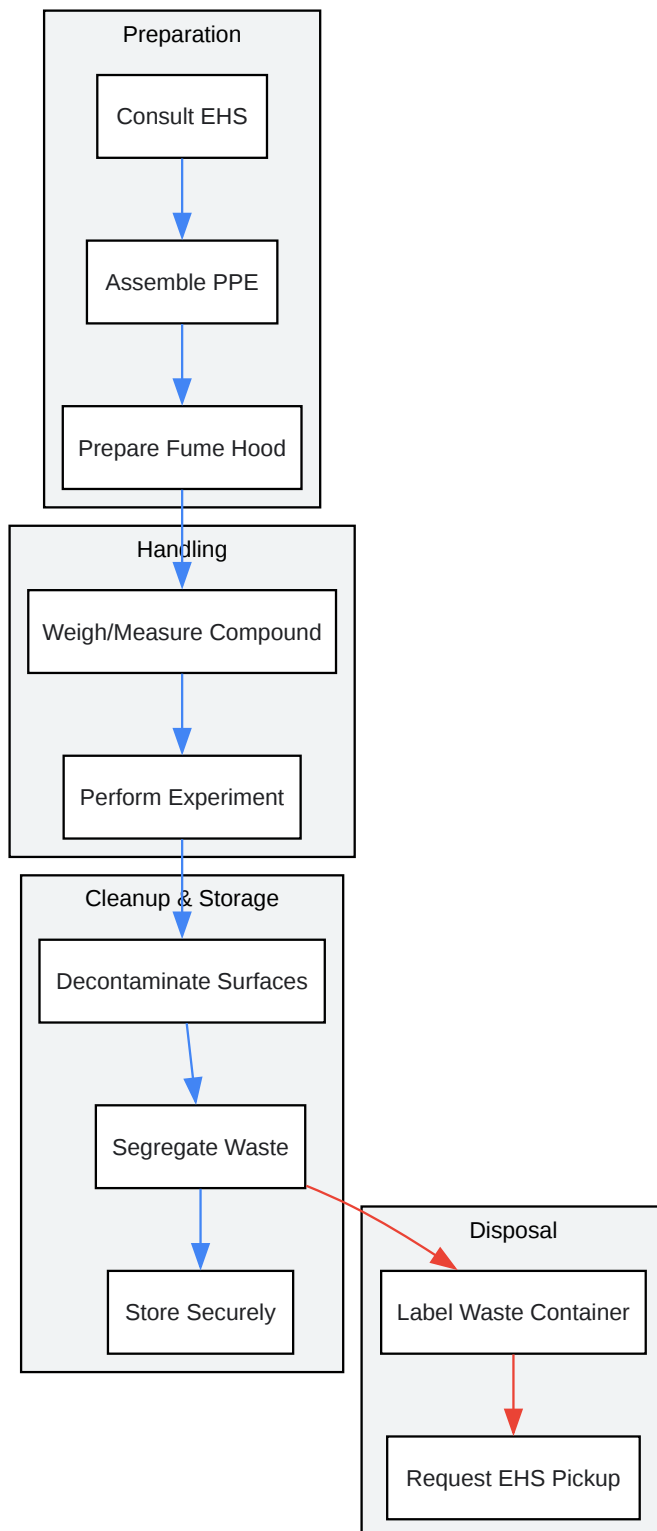 Preparation
Consult EHS
Assemble PPE
Prepare Fume Hood
Handling
Weigh/Measure Compound
Perform Experiment
Cleanup & Storage
Decontaminate Surfaces
Segregate Waste
Store Securely
Disposal
Label Waste Container
Request EHS Pickup